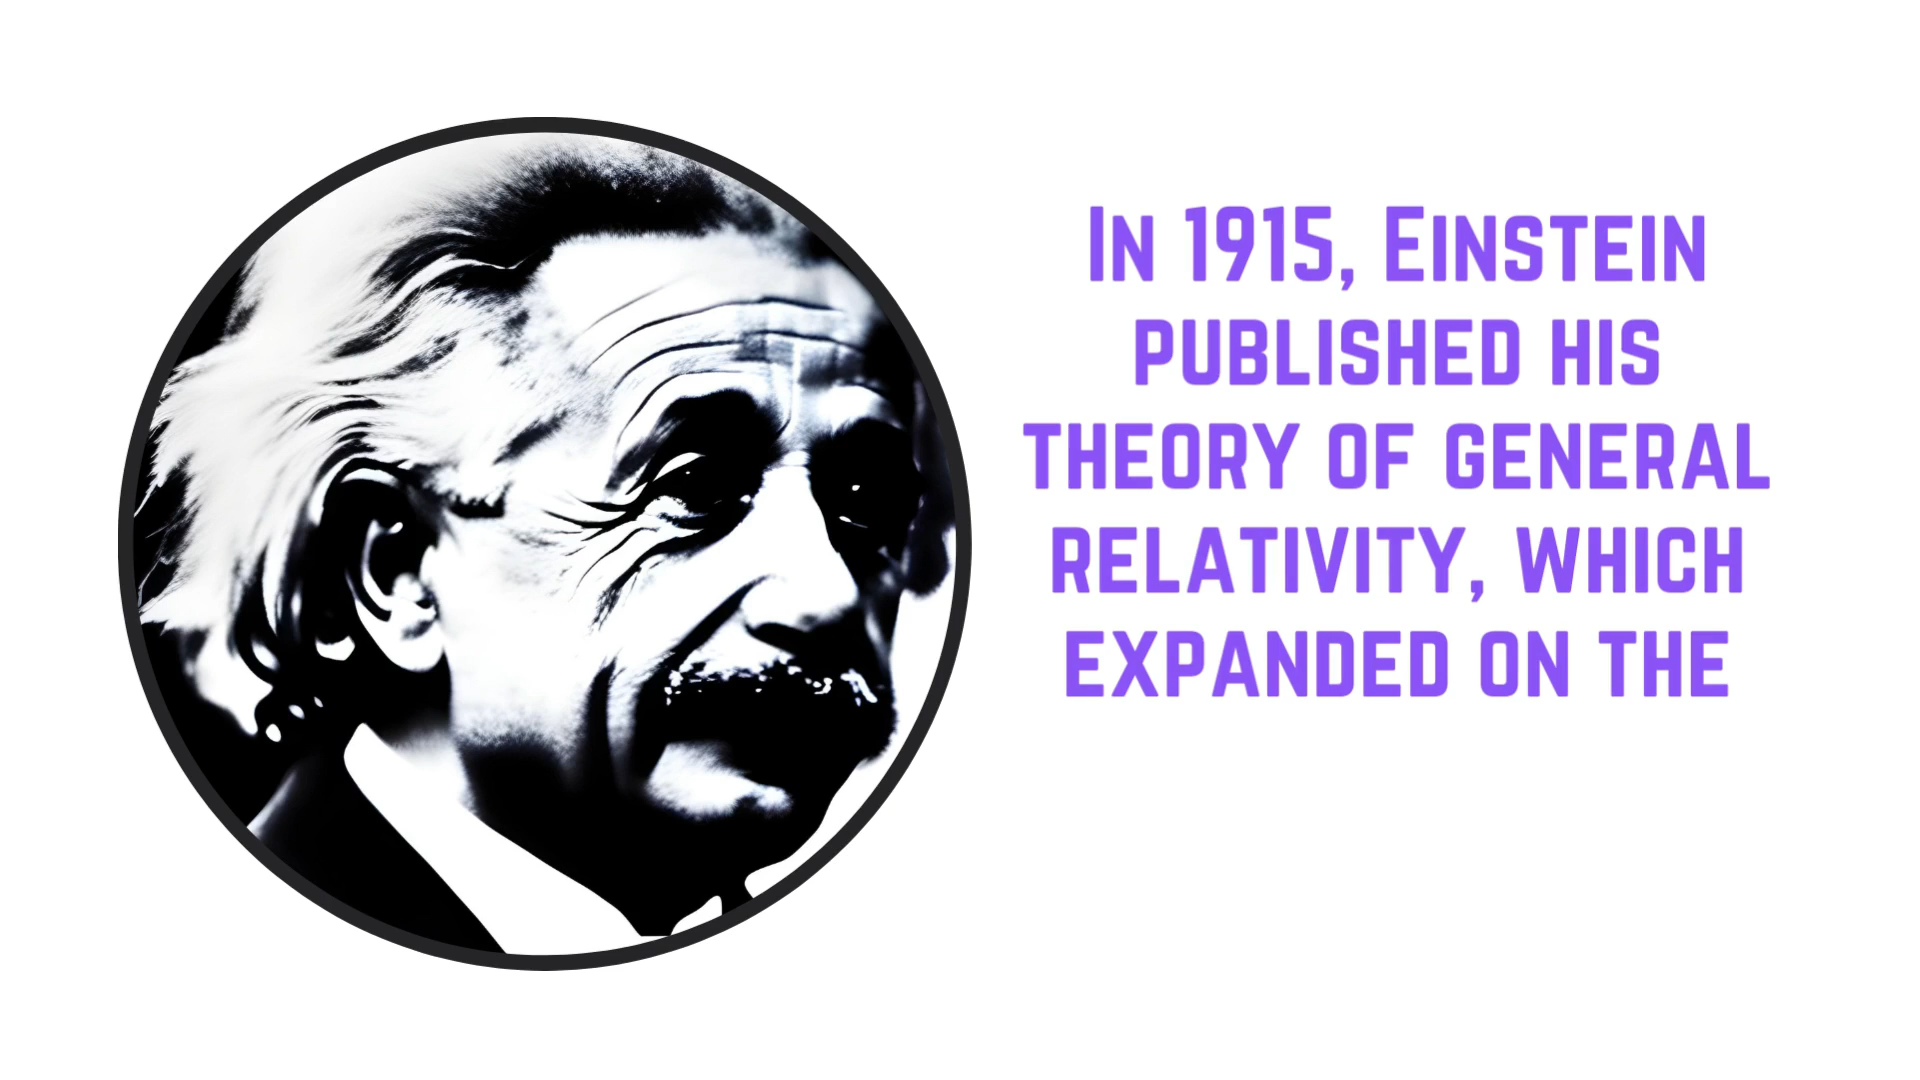 In 1915, Einstein
published his
theory of general
relativity, which
expanded on the